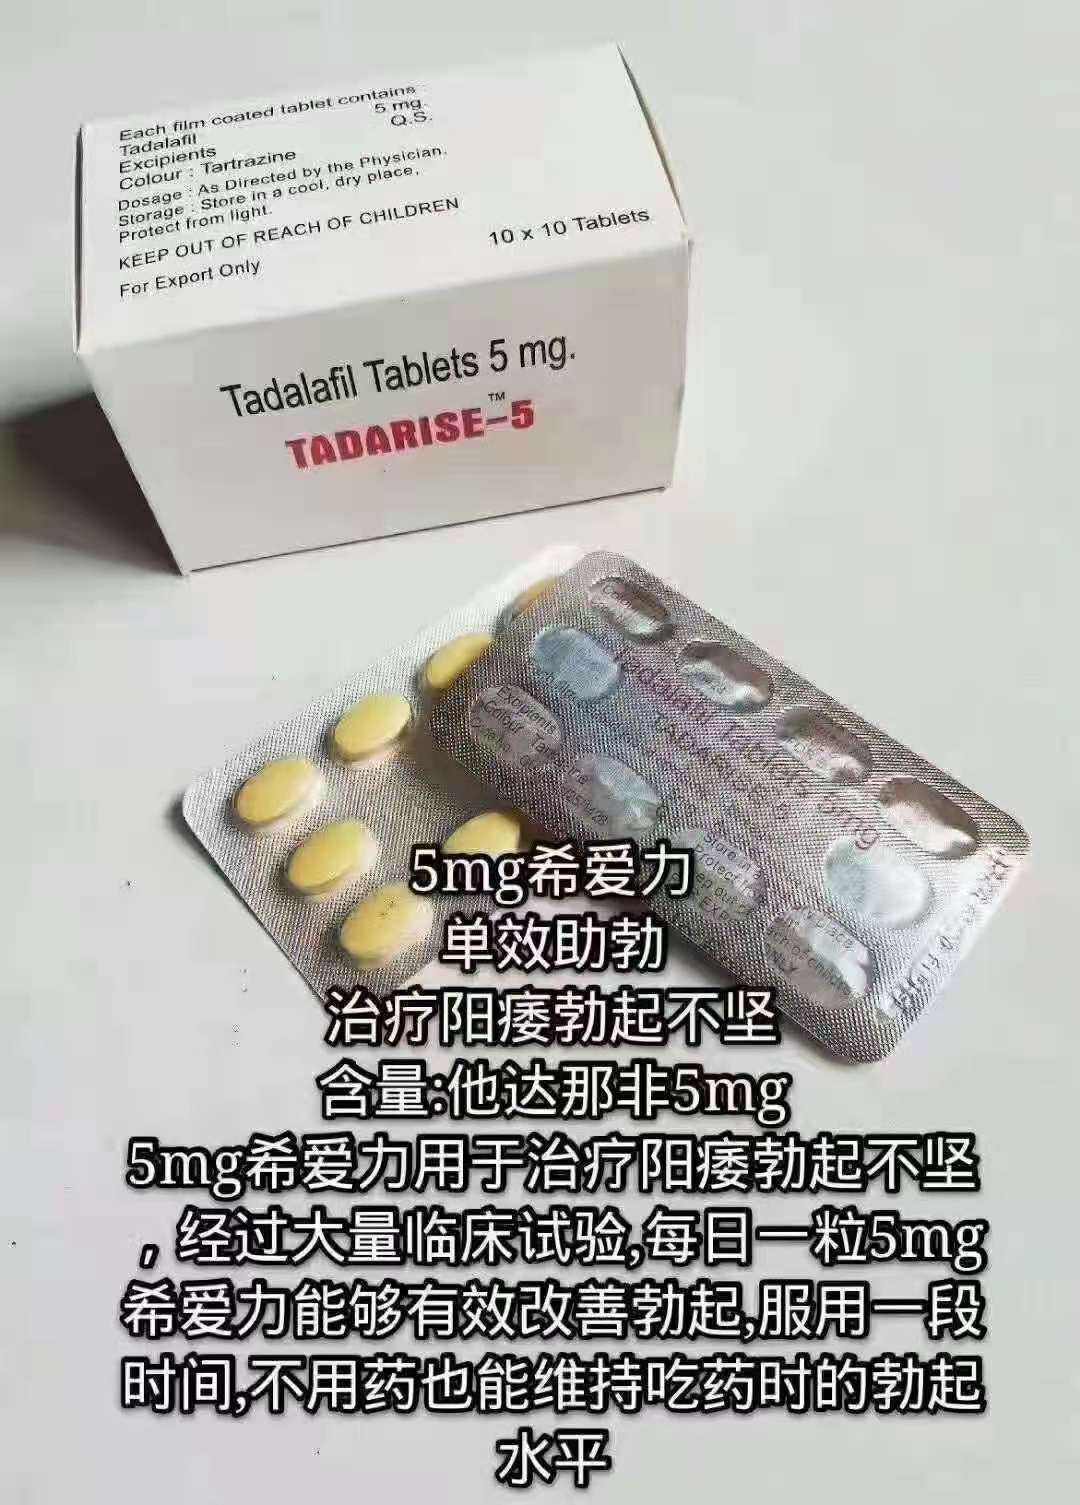 Each film coated tablet contains
Tadalafil 5 mg.
Excipients Q.S.
Colour : Tartrazine
Dosage : As Directed by the Physician.
Storage : Store in a cool, dry place,
Protect from light.
KEEP OUT OF REACH OF CHILDREN
For Export Only
10 x 10 Tablets
Tadalafil Tablets 5 mg.
TADARISE™-5
Tadalafil Tablets 5mg
Excipients
Colour Tartrazine
5mg希爱力
单效助勃
治疗阳痿勃起不坚
含量:他达那非5mg
5mg希爱力用于治疗阳痿勃起不坚
，经过大量临床试验,每日一粒5mg
希爱力能够有效改善勃起,服用一段
时间,不用药也能维持吃药时的勃起
水平